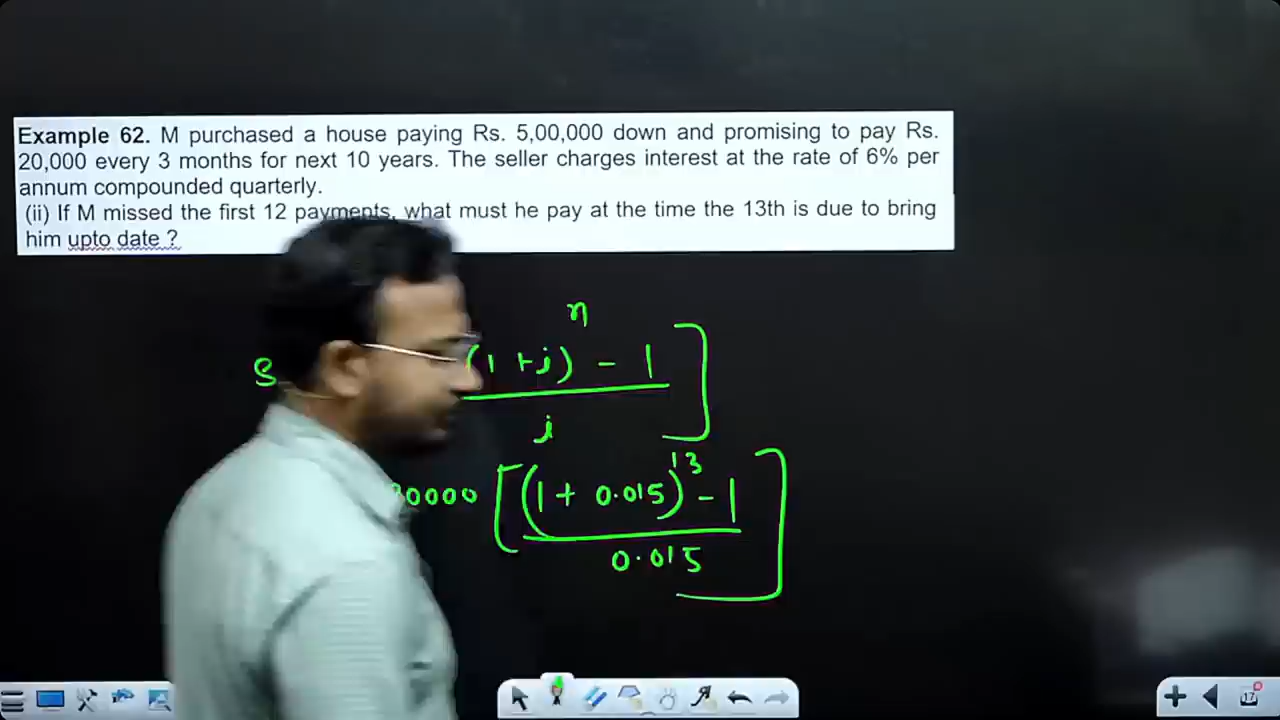 Example 62. M purchased a house paying Rs. 5,00,000 down and promising to pay Rs.
20,000 every 3 months for next 10 years. The seller charges interest at the rate of 6% per
annum compounded quarterly.
(ii) If M missed the first 12 payments, what must he pay at the time the 13th is due to bring
him upto date ?
S (1 + i)^n - 1 ]
i
0000 [ (1 + 0.015)^13 - 1 ]
0.015
17